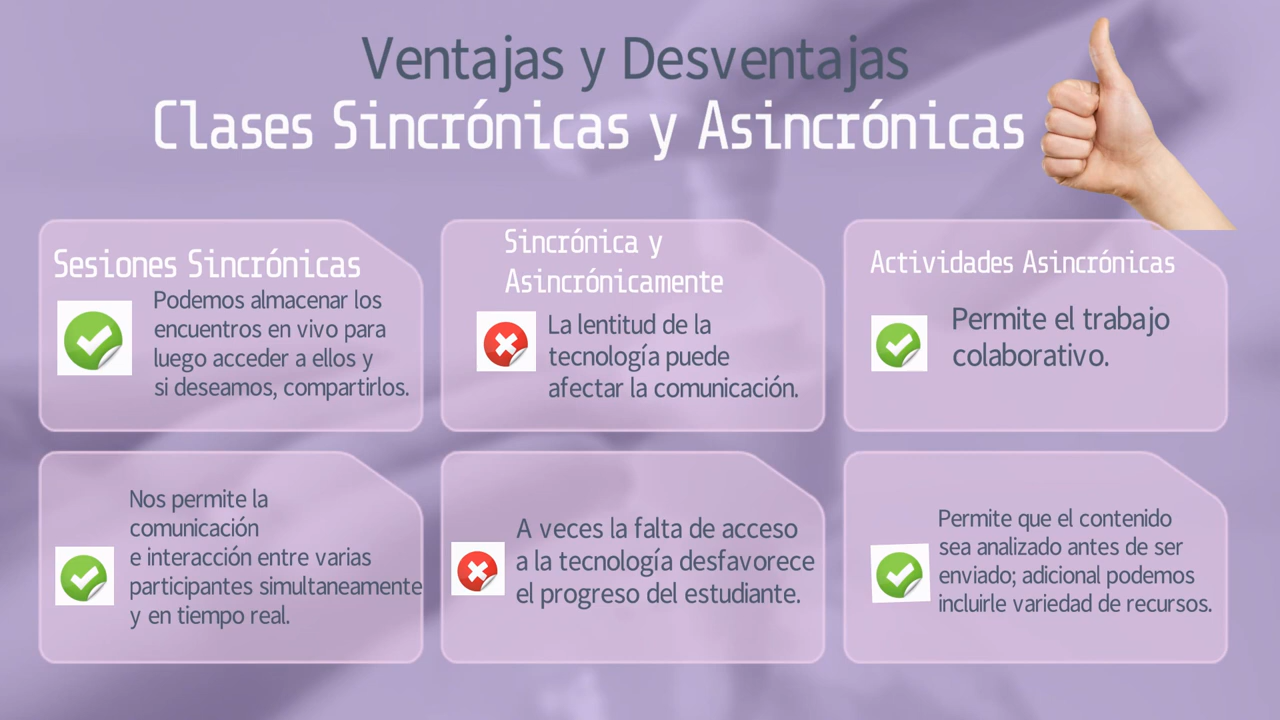 Ventajas y Desventajas
Clases Sincrónicas y Asincrónicas
Sesiones Sincrónicas
Podemos almacenar los
encuentros en vivo para
luego acceder a ellos y
si deseamos, compartirlos.
Sincrónica y
Asincrónicamente
La lentitud de la
tecnología puede
afectar la comunicación.
Actividades Asincrónicas
Permite el trabajo
colaborativo.
Nos permite la
comunicación
e interacción entre varias
participantes simultaneamente
y en tiempo real.
A veces la falta de acceso
a la tecnología desfavorece
el progreso del estudiante.
Permite que el contenido
sea analizado antes de ser
enviado; adicional podemos
incluirle variedad de recursos.